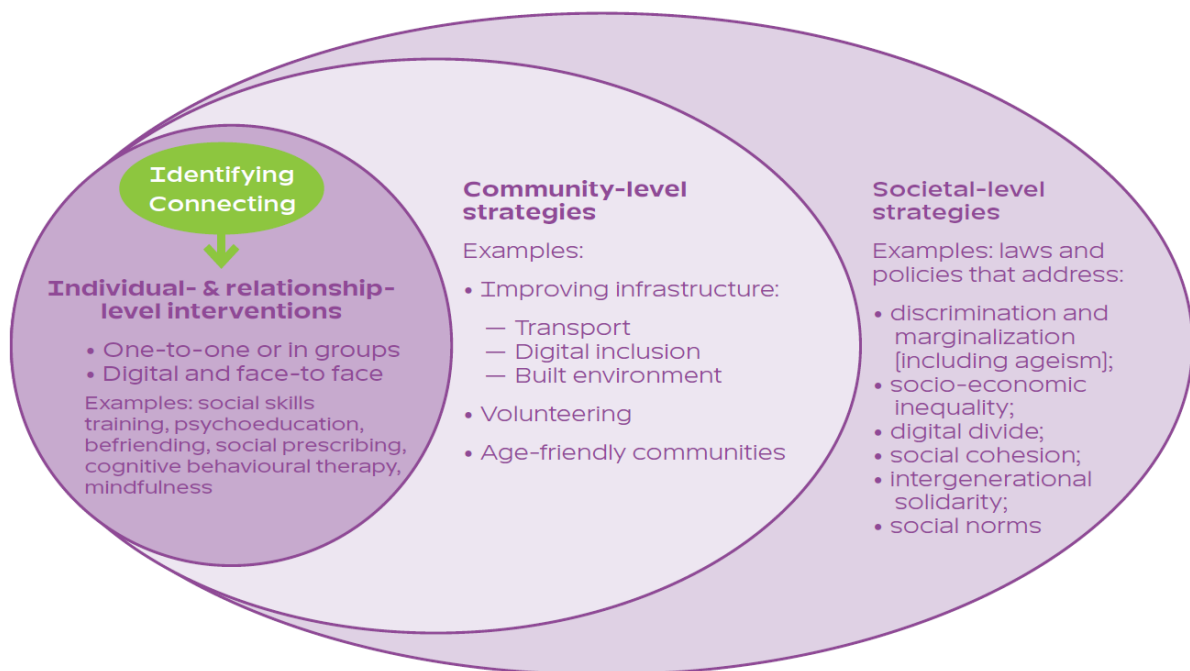 Identifying
Connecting
Individual- & relationship-
level interventions
• One-to-one or in groups
• Digital and face-to face
Examples: social skills
training, psychoeducation,
befriending, social prescribing,
cognitive behavioural therapy,
mindfulness
Community-level
strategies
Examples:
• Improving infrastructure:
— Transport
— Digital inclusion
— Built environment
• Volunteering
• Age-friendly communities
Societal-level
strategies
Examples: laws and
policies that address:
• discrimination and
marginalization
(including ageism);
• socio-economic
inequality;
• digital divide;
• social cohesion;
• intergenerational
solidarity;
• social norms